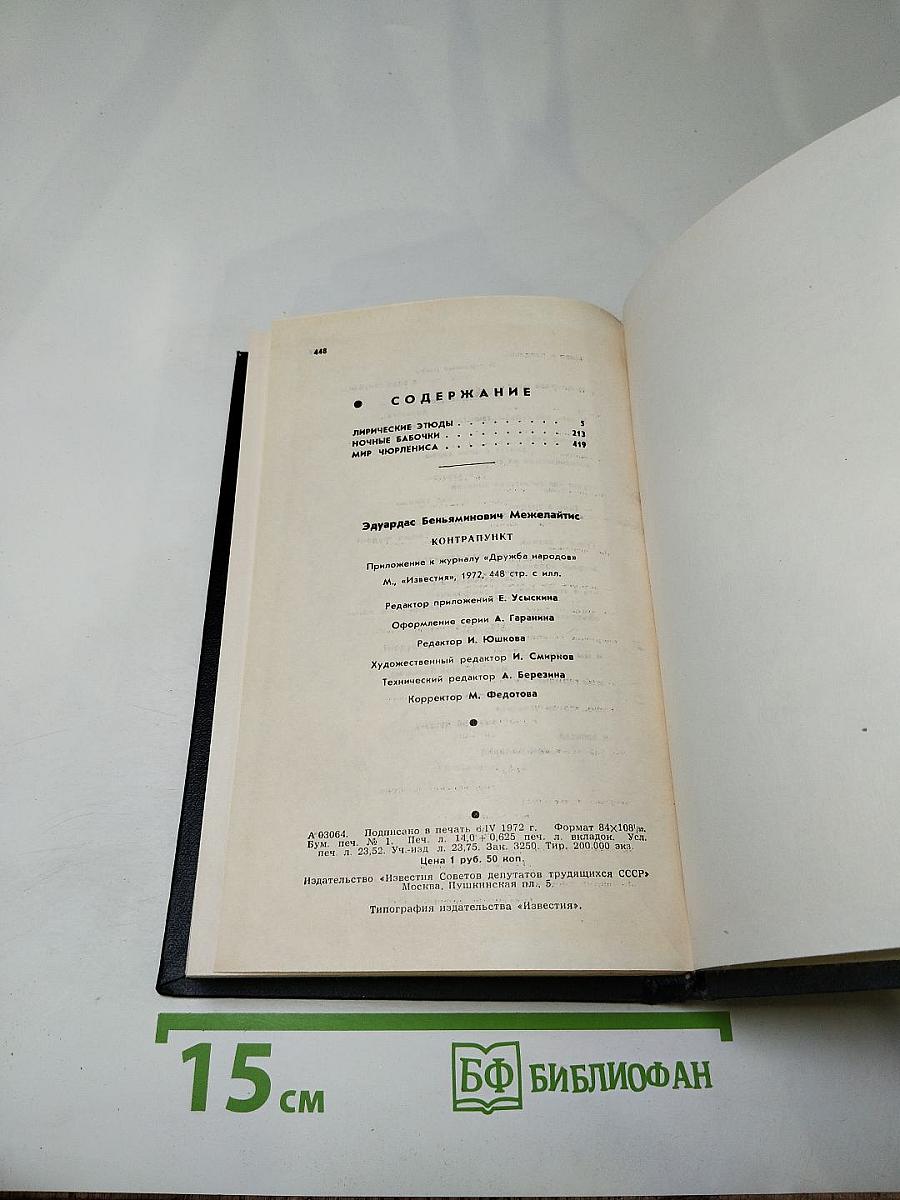 448
● СОДЕРЖАНИЕ
ЛИРИЧЕСКИЕ ЭТЮДЫ . . . . . . . . . 5
НОЧНЫЕ БАБОЧКИ . . . . . . . . . . 213
МИР ЧЮРЛЕНИСА . . . . . . . . . . 419
Эдуардас Беньяминович Межелайтис
КОНТРАПУНКТ
Приложение к журналу «Дружба народов»
М., «Известия», 1972, 448 стр. с илл.
Редактор приложений Е. Усыскина
Оформление серии А. Гаранина
Редактор И. Юшкова
Художественный редактор И. Смирнов
Технический редактор А. Березина
Корректор М. Федотова
А 03064. Подписано в печать 6/IV 1972 г. Формат 84×108¹/₃₂.
Бум. печ. № 1. Печ. л. 14,0+0,625 печ. л. вкладок. Усл.
печ. л. 23,52. Уч.-изд л. 23,75. Зак. 3250. Тир. 200.000 экз.
Цена 1 руб. 50 коп.
Издательство «Известия Советов депутатов трудящихся СССР»
Москва, Пушкинская пл., 5.
Типография издательства «Известия».
15 см
БФ БИБЛИОФАН